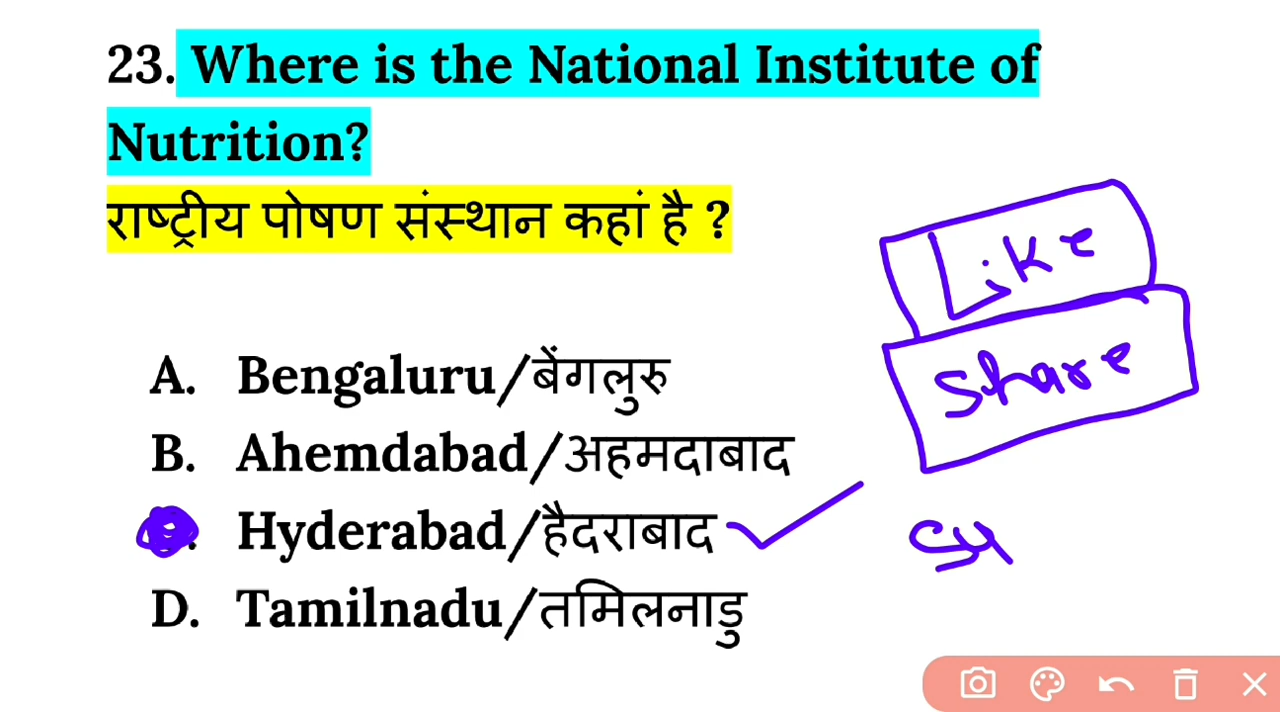 23. Where is the National Institute of
Nutrition?
राष्ट्रीय पोषण संस्थान कहां है ?
Like
Share
A. Bengaluru/बेंगलुरु
B. Ahemdabad/अहमदाबाद
Hyderabad/हैदराबाद
D. Tamilnadu/तमिलनाडु